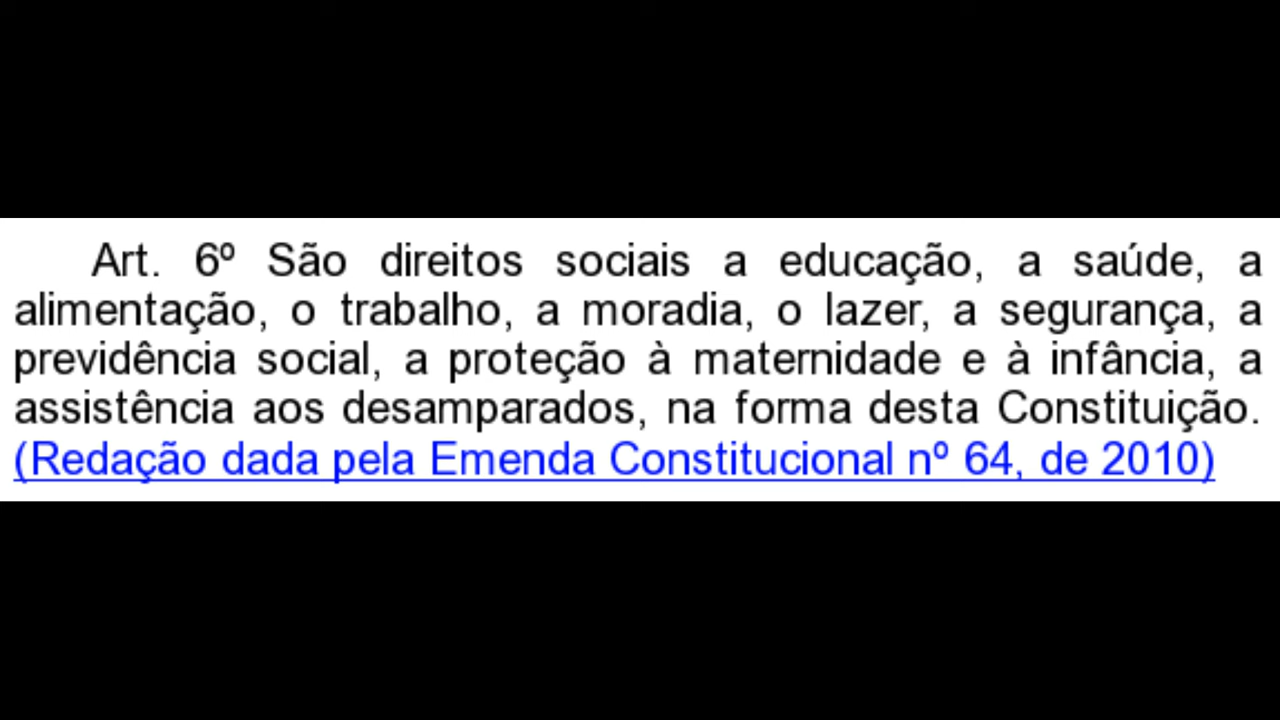 Art. 6º São direitos sociais a educação, a saúde, a
alimentação, o trabalho, a moradia, o lazer, a segurança, a
previdência social, a proteção à maternidade e à infância, a
assistência aos desamparados, na forma desta Constituição.
(Redação dada pela Emenda Constitucional nº 64, de 2010)